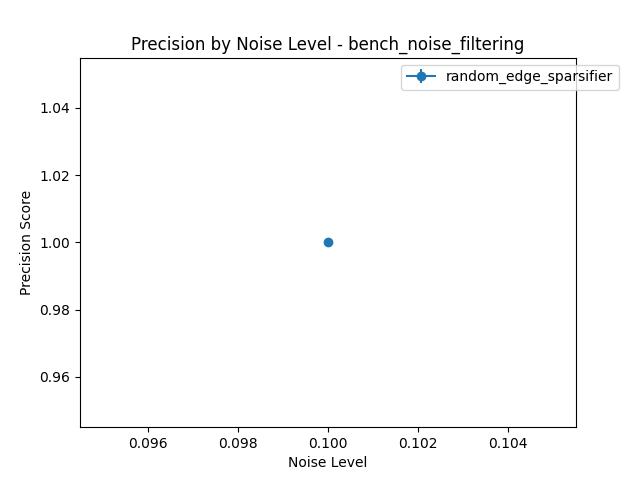 Precision by Noise Level - bench_noise_filtering
random_edge_sparsifier
Precision Score
1.04
1.02
1.00
0.98
0.96
0.096
0.098
0.100
0.102
0.104
Noise Level